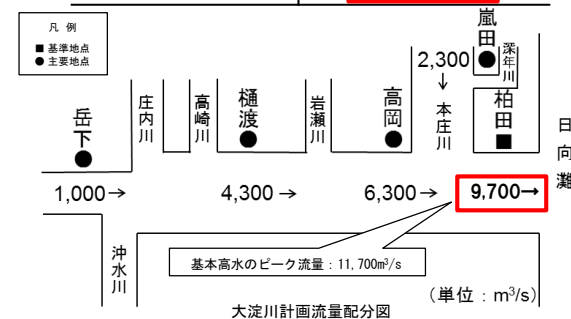 凡 例
■ 基準地点
● 主要地点
岳下
庄内川
高崎川
樋渡
岩瀬川
高岡
2,300
↓
本庄川
嵐田
深年川
柏田
日向灘
1,000→
4,300→
6,300→
9,700→
沖水川
基本高水のピーク流量：11,700m³/s
(単位：m³/s)
大淀川計画流量配分図